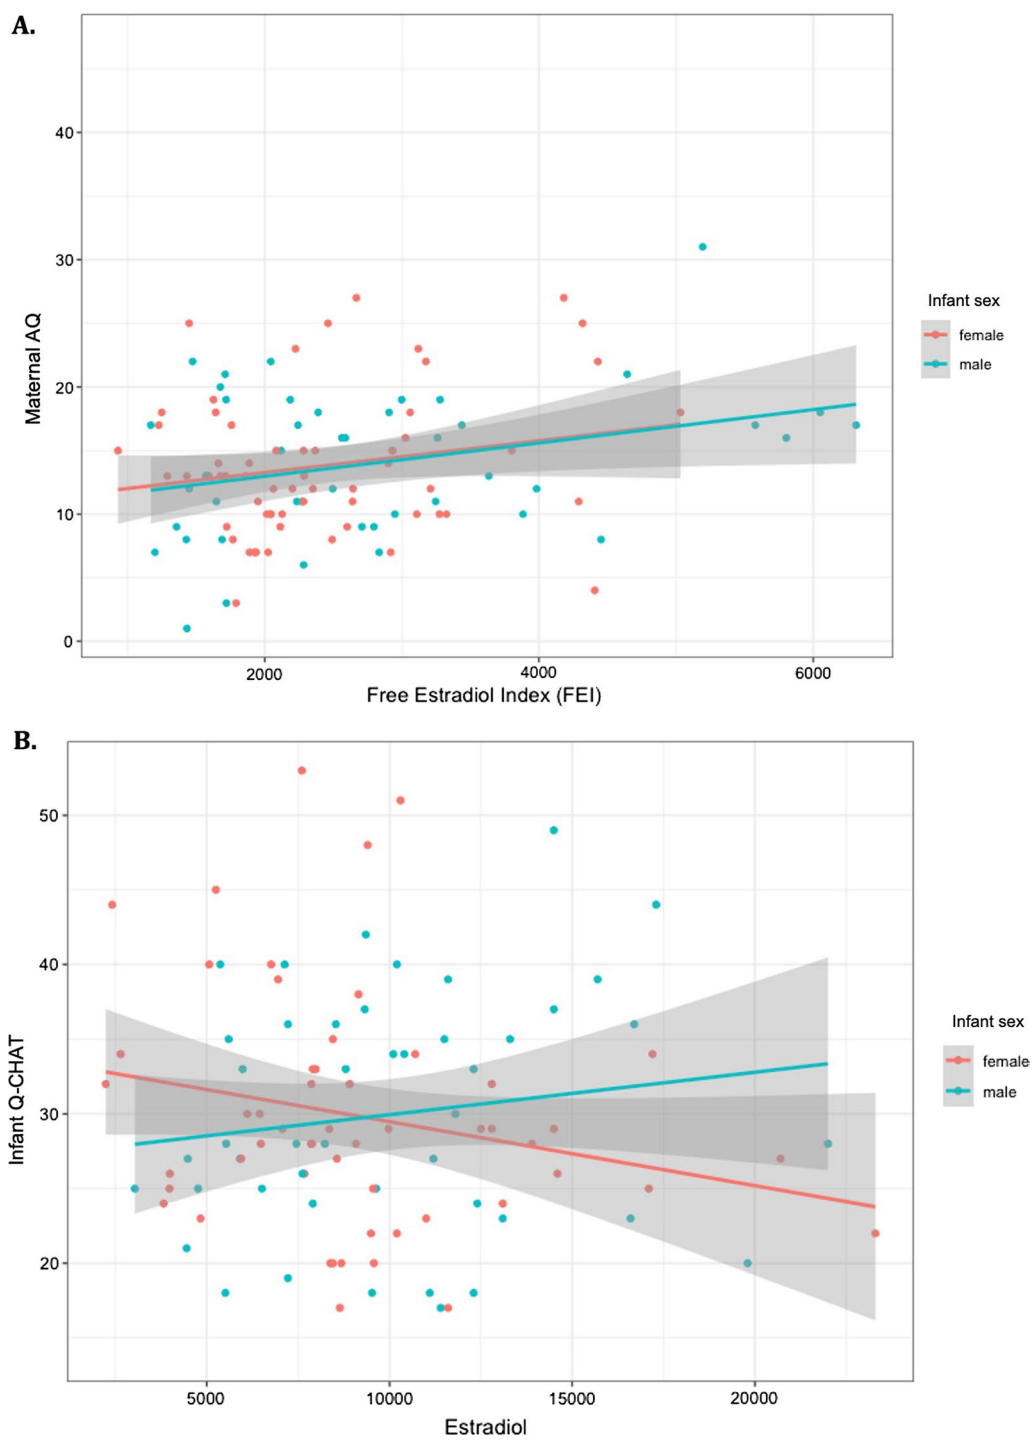 A.
40
30
20
10
0
Maternal AQ
2000 4000 6000
Free Estradiol Index (FEI)
Infant sex
female
male
B.
50
40
30
20
Infant Q-CHAT
5000 10000 15000 20000
Estradiol
Infant sex
female
male